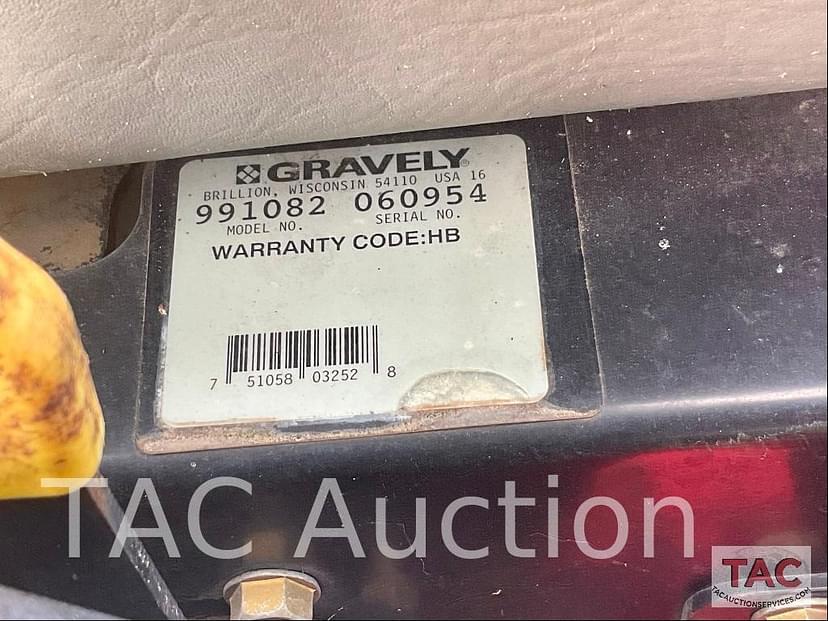 GRAVELY®
BRILLION, WISCONSIN 54110 USA 16
991082 060954
MODEL NO. SERIAL NO.
WARRANTY CODE:HB
7 51058 03252 8
TAC Auction
TAC
TACAUCTIONSERVICES.COM